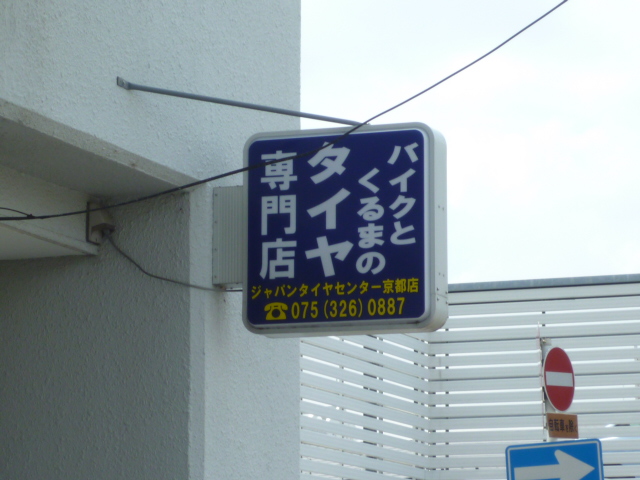 バイクと
くるまの
タイヤ
専門店
ジャパンタイヤセンター京都店
☎075(326)0887